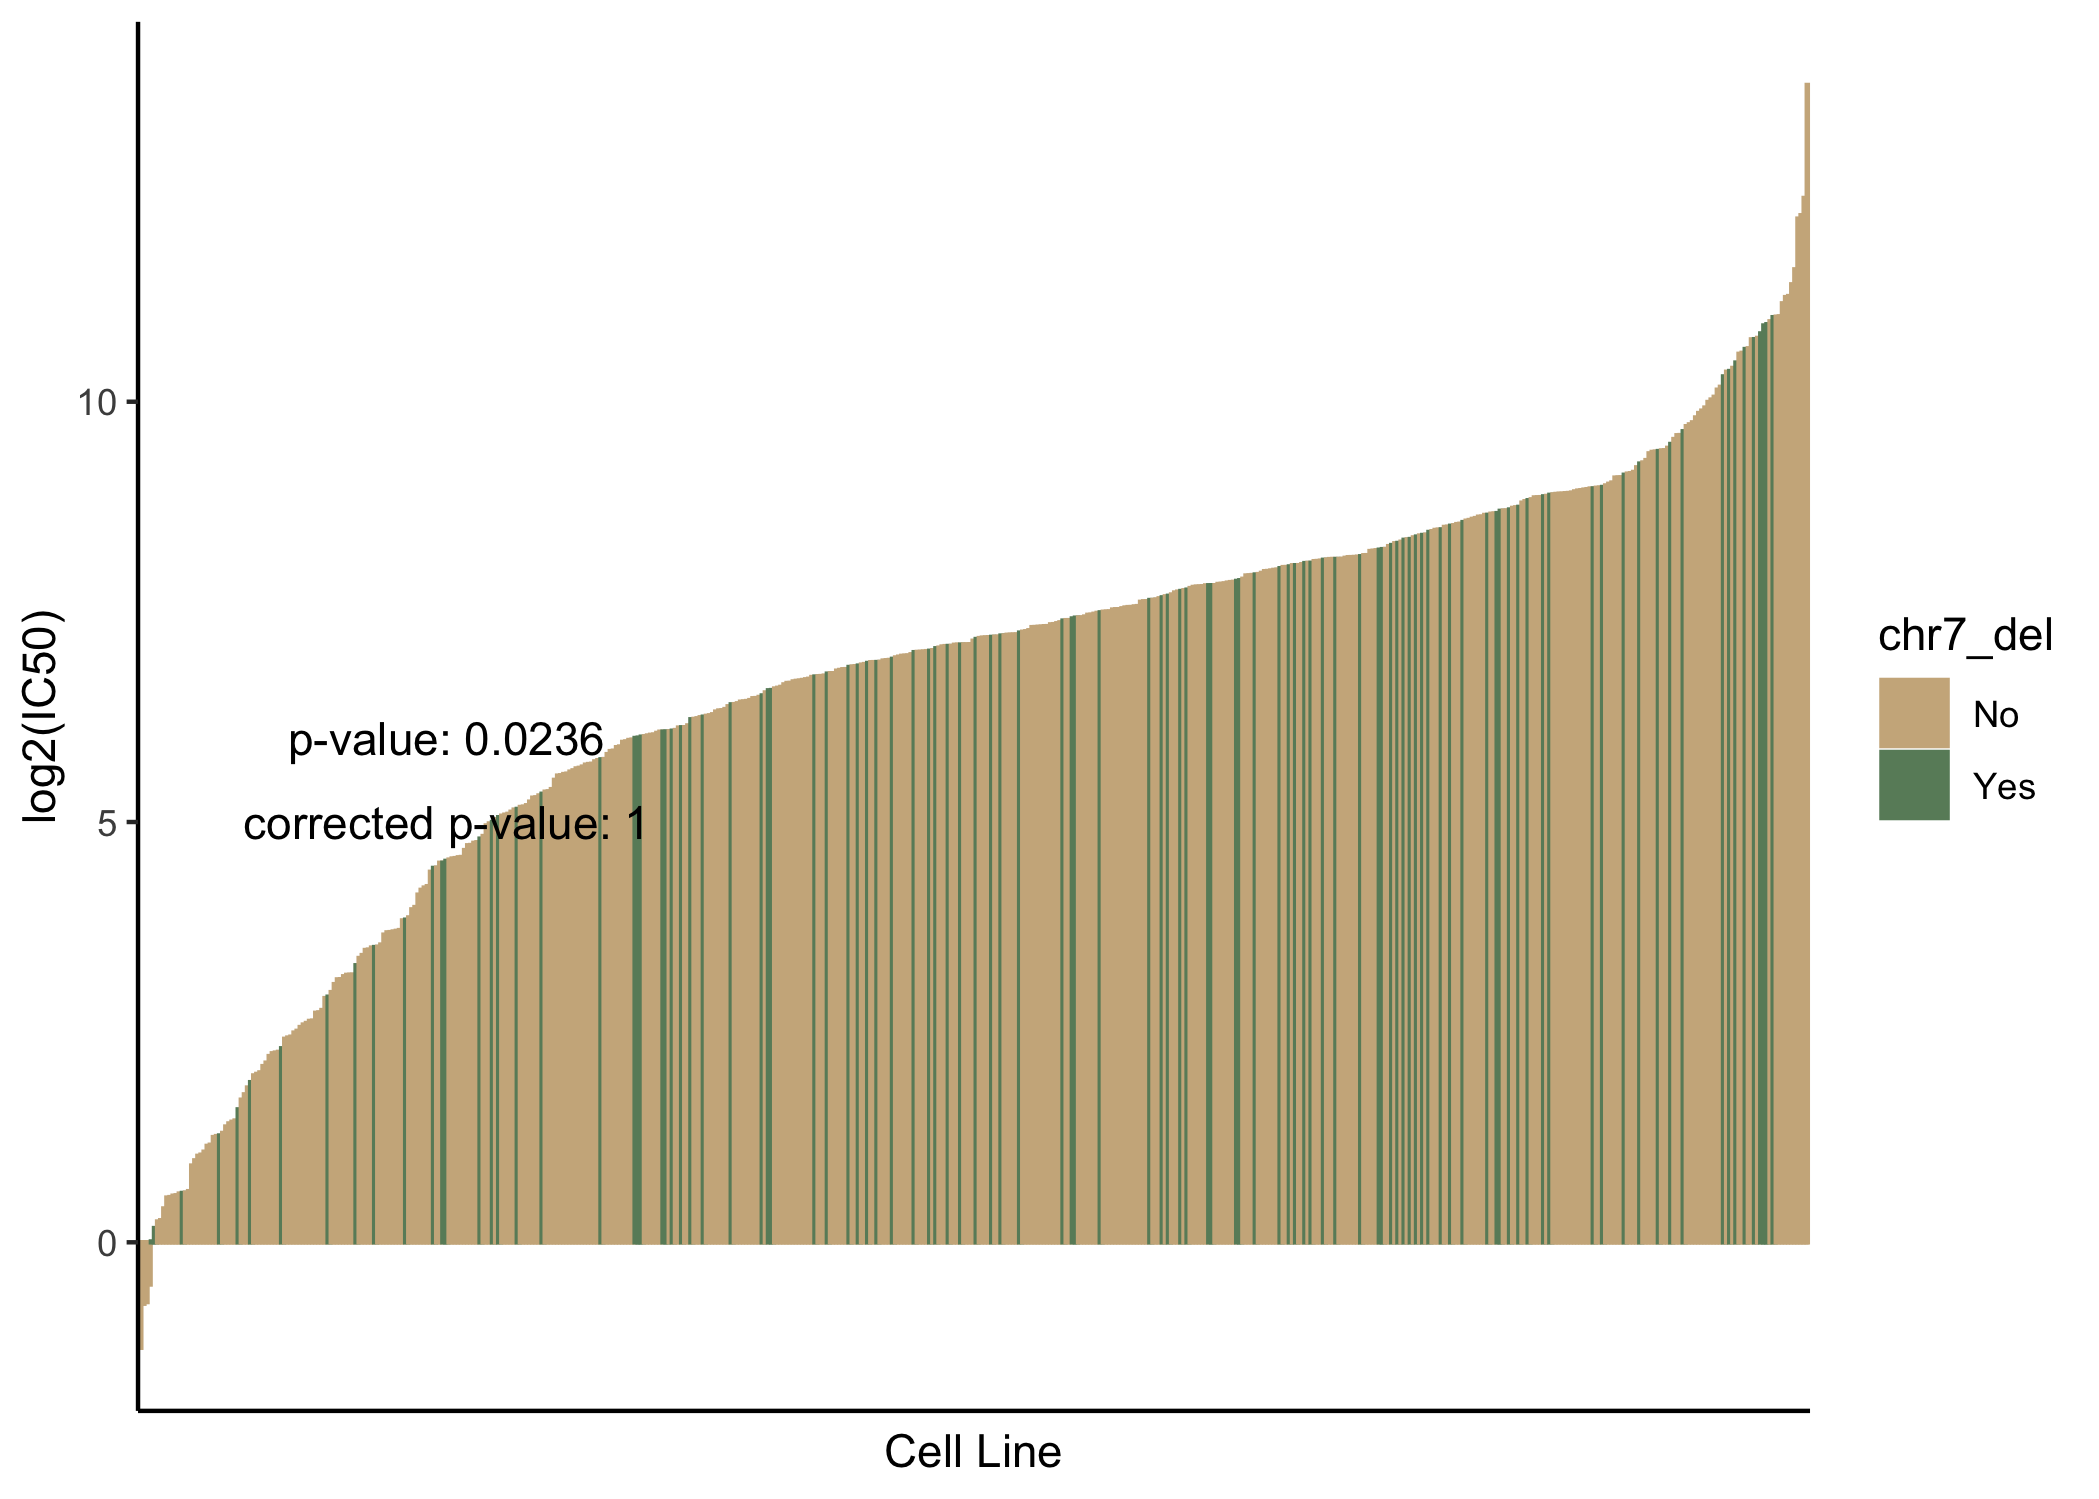 10
5
0
log2(IC50)
p-value: 0.0236
corrected p-value: 1
Cell Line
chr7_del
No
Yes